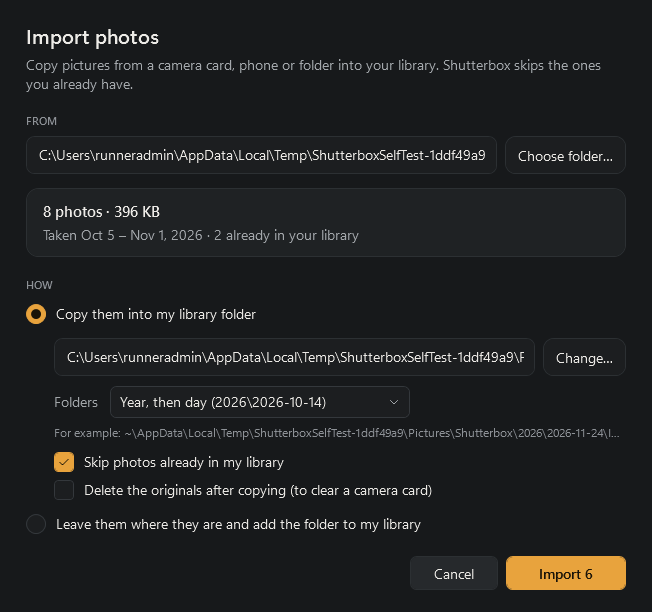 Import photos
Copy pictures from a camera card, phone or folder into your library. Shutterbox skips the ones
you already have.
FROM
C:\Users\runneradmin\AppData\Local\Temp\ShutterboxSelfTest-1ddf49a9
Choose folder...
8 photos · 396 KB
Taken Oct 5 – Nov 1, 2026 · 2 already in your library
HOW
Copy them into my library folder
C:\Users\runneradmin\AppData\Local\Temp\ShutterboxSelfTest-1ddf49a9\P
Change...
Folders
Year, then day (2026\2026-10-14)
For example: ~\AppData\Local\Temp\ShutterboxSelfTest-1ddf49a9\Pictures\Shutterbox\2026\2026-11-24\I...
Skip photos already in my library
Delete the originals after copying (to clear a camera card)
Leave them where they are and add the folder to my library
Cancel
Import 6